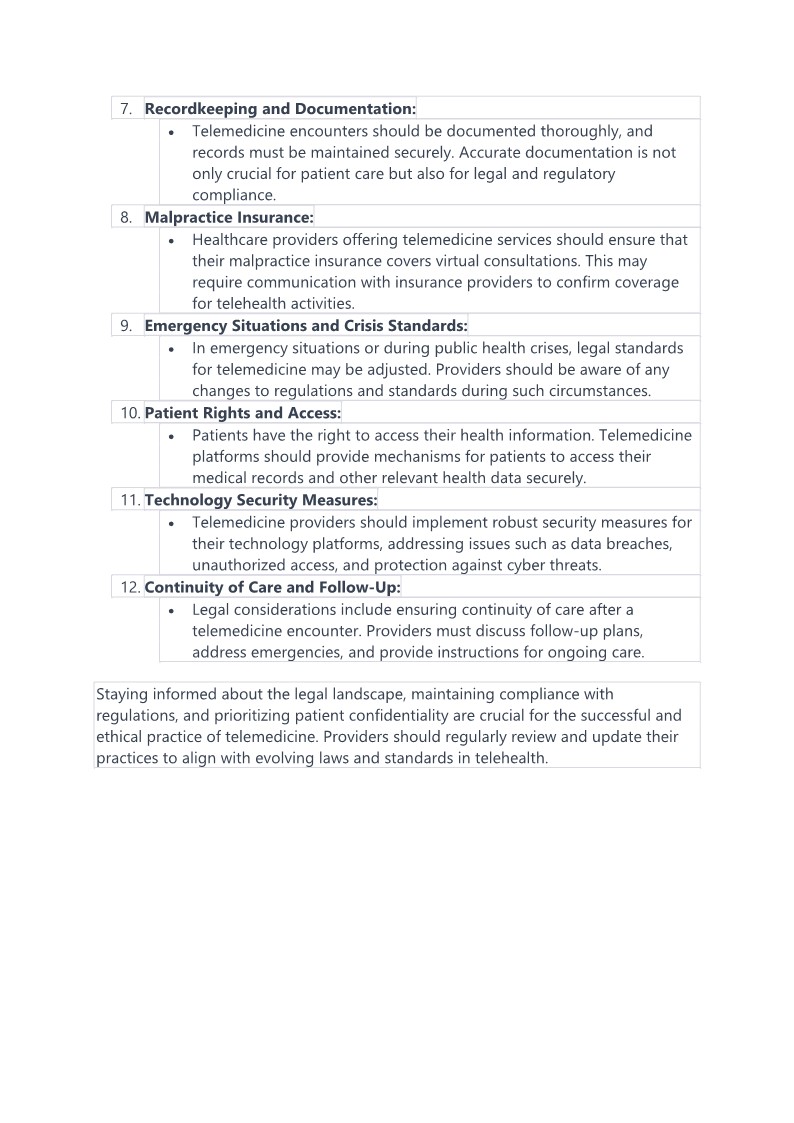 7. Recordkeeping and Documentation:
• Telemedicine encounters should be documented thoroughly, and
records must be maintained securely. Accurate documentation is not
only crucial for patient care but also for legal and regulatory
compliance.
8. Malpractice Insurance:
• Healthcare providers offering telemedicine services should ensure that
their malpractice insurance covers virtual consultations. This may
require communication with insurance providers to confirm coverage
for telehealth activities.
9. Emergency Situations and Crisis Standards:
• In emergency situations or during public health crises, legal standards
for telemedicine may be adjusted. Providers should be aware of any
changes to regulations and standards during such circumstances.
10. Patient Rights and Access:
• Patients have the right to access their health information. Telemedicine
platforms should provide mechanisms for patients to access their
medical records and other relevant health data securely.
11. Technology Security Measures:
• Telemedicine providers should implement robust security measures for
their technology platforms, addressing issues such as data breaches,
unauthorized access, and protection against cyber threats.
12. Continuity of Care and Follow-Up:
• Legal considerations include ensuring continuity of care after a
telemedicine encounter. Providers must discuss follow-up plans,
address emergencies, and provide instructions for ongoing care.
Staying informed about the legal landscape, maintaining compliance with
regulations, and prioritizing patient confidentiality are crucial for the successful and
ethical practice of telemedicine. Providers should regularly review and update their
practices to align with evolving laws and standards in telehealth.